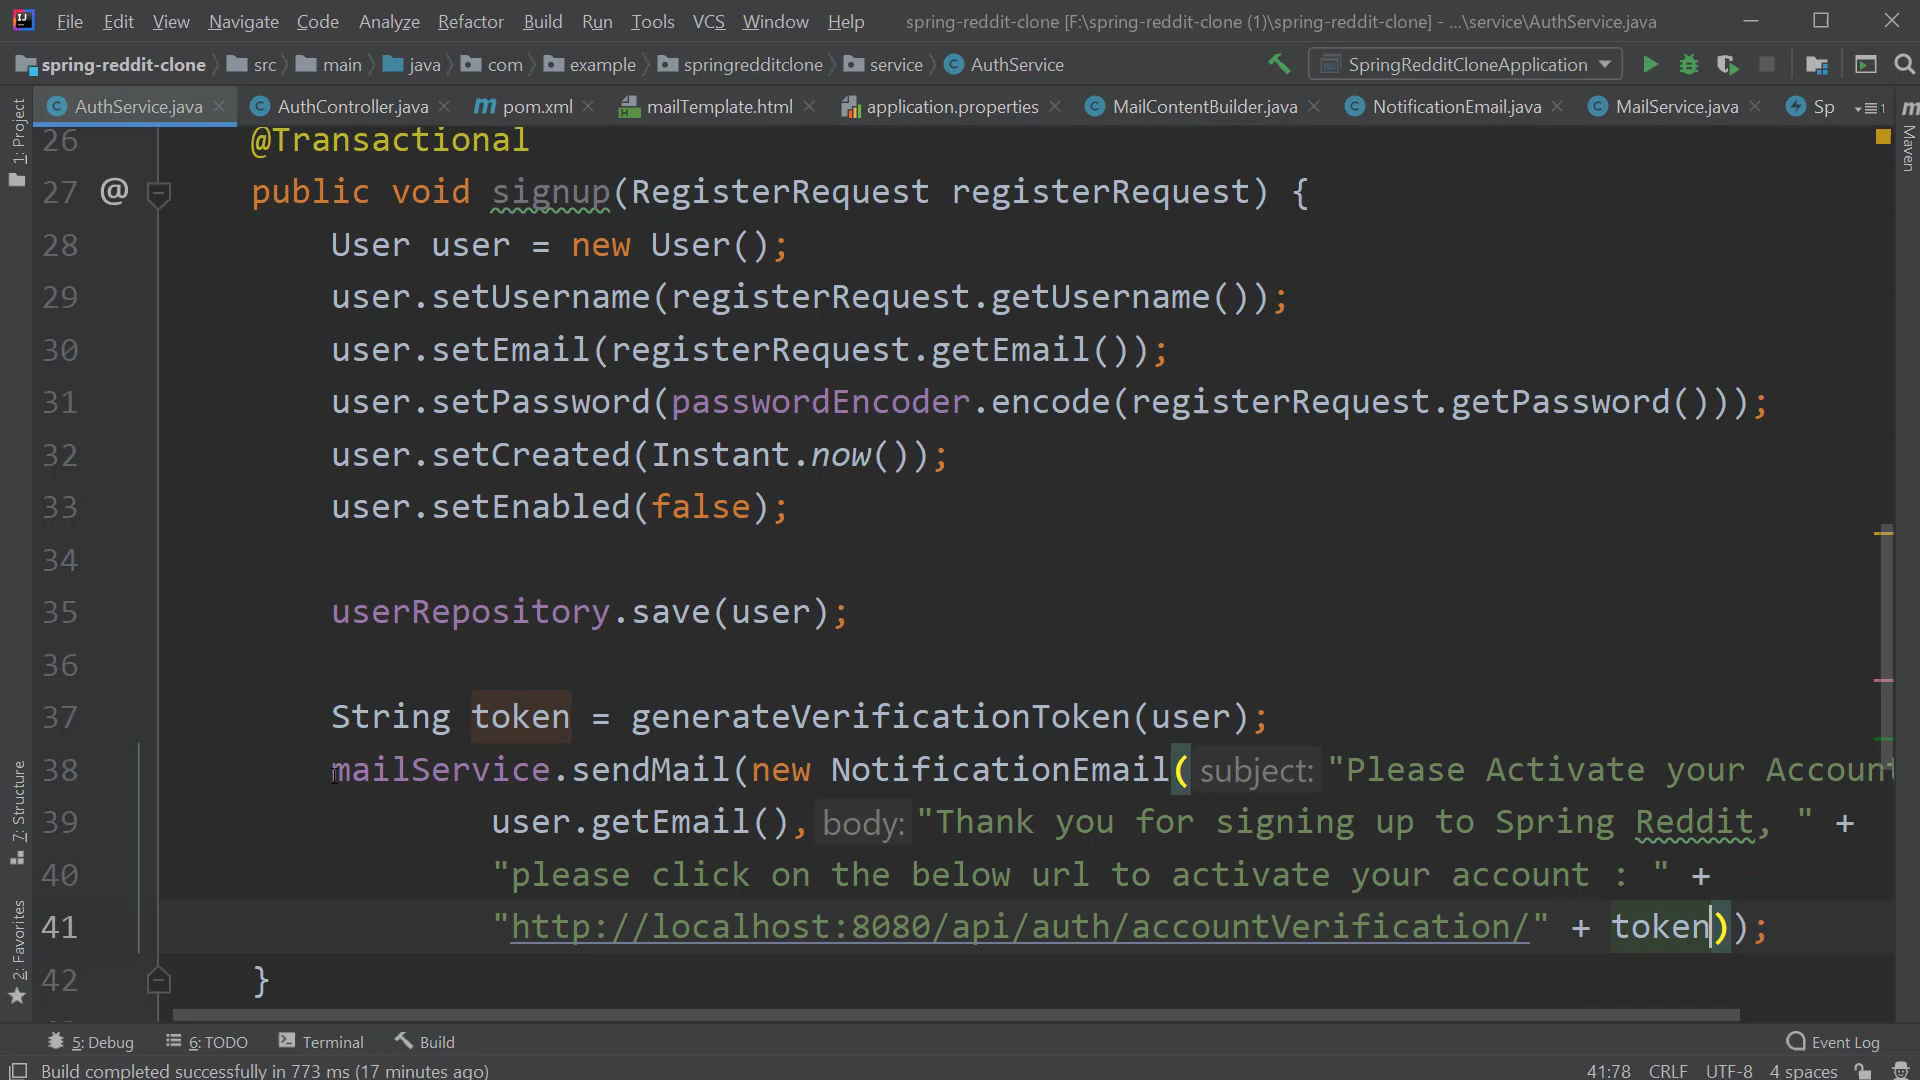 File Edit View Navigate Code Analyze Refactor Build Run Tools VCS Window Help spring-reddit-clone [F:\spring-reddit-clone (1)\spring-reddit-clone] - ...\service\AuthService.java
spring-reddit-clone src main java com example springredditclone service AuthService SpringRedditCloneApplication
AuthService.java AuthController.java pom.xml mailTemplate.html application.properties MailContentBuilder.java NotificationEmail.java MailService.java Sp
1: Project
Maven
26 @Transactional
27 public void signup(RegisterRequest registerRequest) {
28 User user = new User();
29 user.setUsername(registerRequest.getUsername());
30 user.setEmail(registerRequest.getEmail());
31 user.setPassword(passwordEncoder.encode(registerRequest.getPassword()));
32 user.setCreated(Instant.now());
33 user.setEnabled(false);
34
35 userRepository.save(user);
36
37 String token = generateVerificationToken(user);
38 mailService.sendMail(new NotificationEmail( subject: "Please Activate your Accoun
39 user.getEmail(), body: "Thank you for signing up to Spring Reddit, " +
40 "please click on the below url to activate your account : " +
41 "http://localhost:8080/api/auth/accountVerification/" + token));
42 }
7: Structure
2: Favorites
5: Debug 6: TODO Terminal Build Event Log
Build completed successfully in 773 ms (17 minutes ago) 41:78 CRLF UTF-8 4 spaces